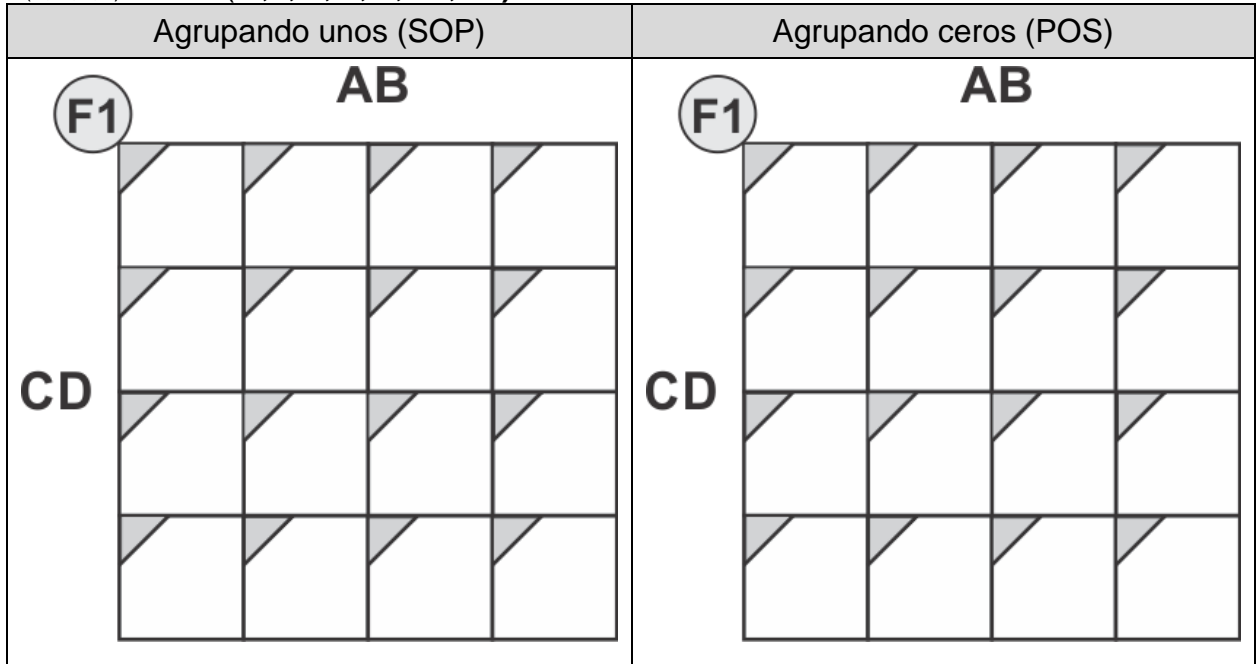 Agrupando unos (SOP)
Agrupando ceros (POS)
F1
AB
CD
F1
AB
CD